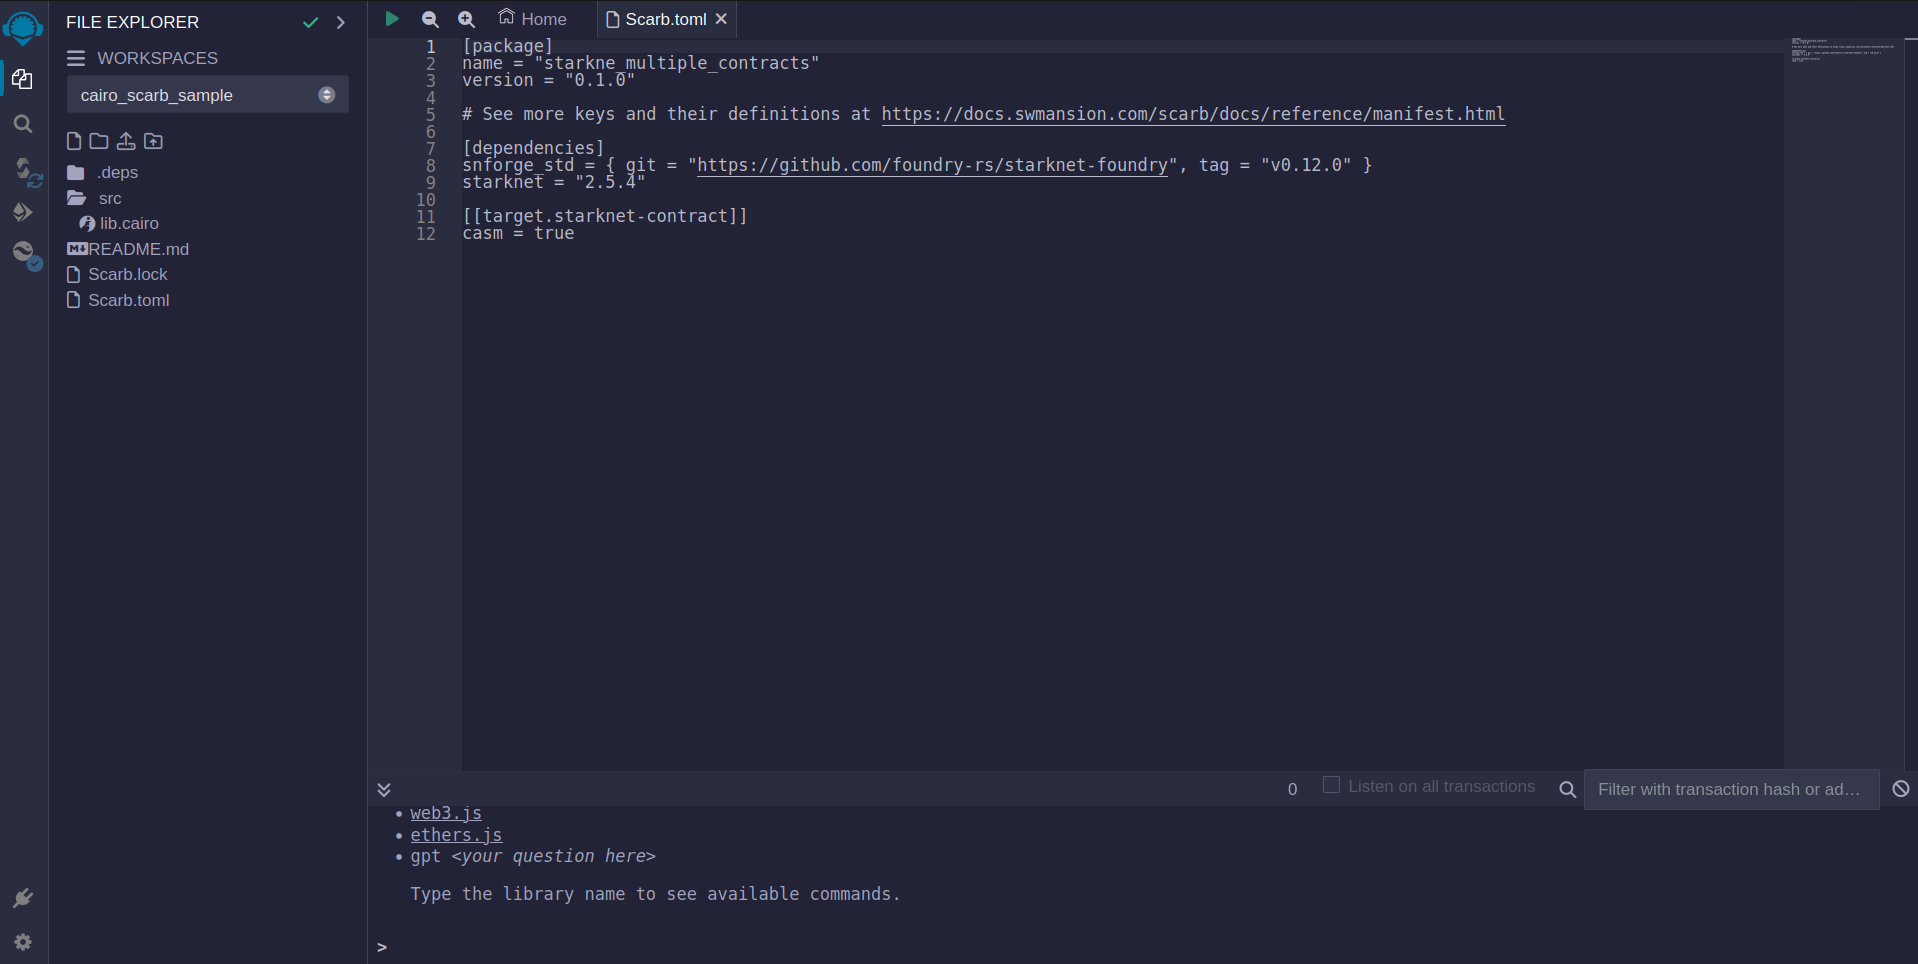 FILE EXPLORER
WORKSPACES
cairo_scarb_sample
.deps
src
lib.cairo
README.md
Scarb.lock
Scarb.toml
Home
Scarb.toml
1 [package]
2 name = "starkne_multiple_contracts"
3 version = "0.1.0"
4
5 # See more keys and their definitions at https://docs.swmansion.com/scarb/docs/reference/manifest.html
6
7 [dependencies]
8 snforge_std = { git = "https://github.com/foundry-rs/starknet-foundry", tag = "v0.12.0" }
9 starknet = "2.5.4"
10
11 [[target.starknet-contract]]
12 casm = true
0 Listen on all transactions Filter with transaction hash or ad...
• web3.js
• ethers.js
• gpt <your question here>
Type the library name to see available commands.
>